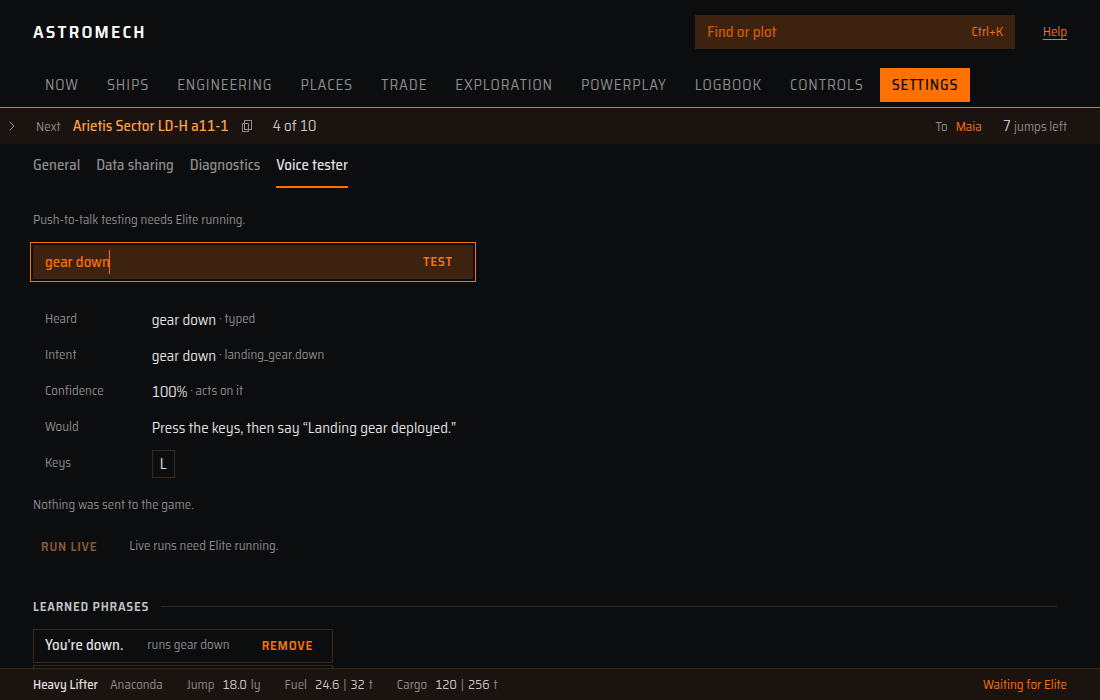 ASTROMECH
Find or plot Ctrl+K Help
NOW SHIPS ENGINEERING PLACES TRADE EXPLORATION POWERPLAY LOGBOOK CONTROLS SETTINGS
Next Arietis Sector LD-H a11-1 4 of 10 To Maia 7 jumps left
General Data sharing Diagnostics Voice tester
Push-to-talk testing needs Elite running.
gear down TEST
Heard gear down · typed
Intent gear down · landing_gear.down
Confidence 100% · acts on it
Would Press the keys, then say “Landing gear deployed.”
Keys L
Nothing was sent to the game.
RUN LIVE Live runs need Elite running.
LEARNED PHRASES
You're down. runs gear down REMOVE
Heavy Lifter Anaconda Jump 18.0 ly Fuel 24.6 | 32 t Cargo 120 | 256 t Waiting for Elite